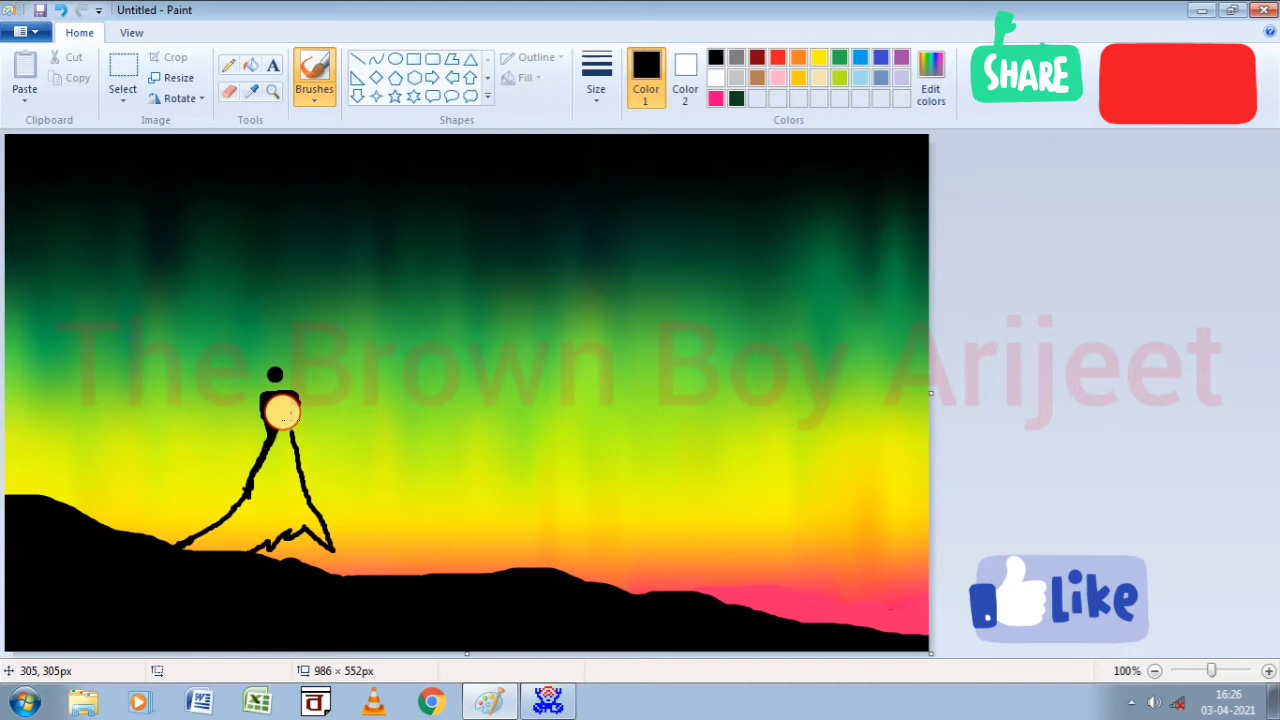 Untitled - Paint
Home View
Paste
Cut
Copy
Clipboard
Select
Crop
Resize
Rotate
Image
A
Tools
Brushes
Outline
Fill
Shapes
Size
Color 1
Color 2
Edit colors
Colors
SHARE
The Brown Boy Arijeet
Like
305, 305px
986 × 552px
100%
16:26
03-04-2021